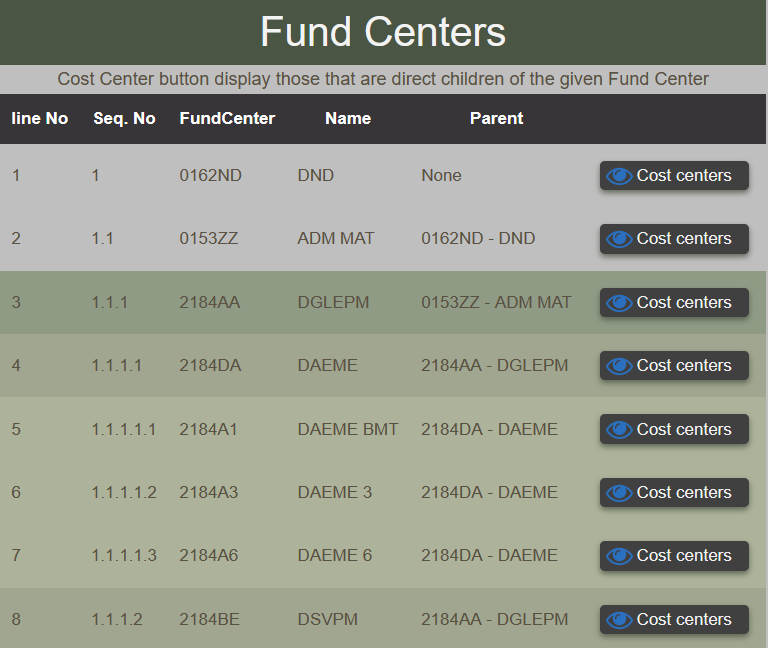 Fund Centers
Cost Center button display those that are direct children of the given Fund Center
line No Seq. No FundCenter Name Parent
1 1 0162ND DND None Cost centers
2 1.1 0153ZZ ADM MAT 0162ND - DND Cost centers
3 1.1.1 2184AA DGLEPM 0153ZZ - ADM MAT Cost centers
4 1.1.1.1 2184DA DAEME 2184AA - DGLEPM Cost centers
5 1.1.1.1.1 2184A1 DAEME BMT 2184DA - DAEME Cost centers
6 1.1.1.1.2 2184A3 DAEME 3 2184DA - DAEME Cost centers
7 1.1.1.1.3 2184A6 DAEME 6 2184DA - DAEME Cost centers
8 1.1.1.2 2184BE DSVPM 2184AA - DGLEPM Cost centers